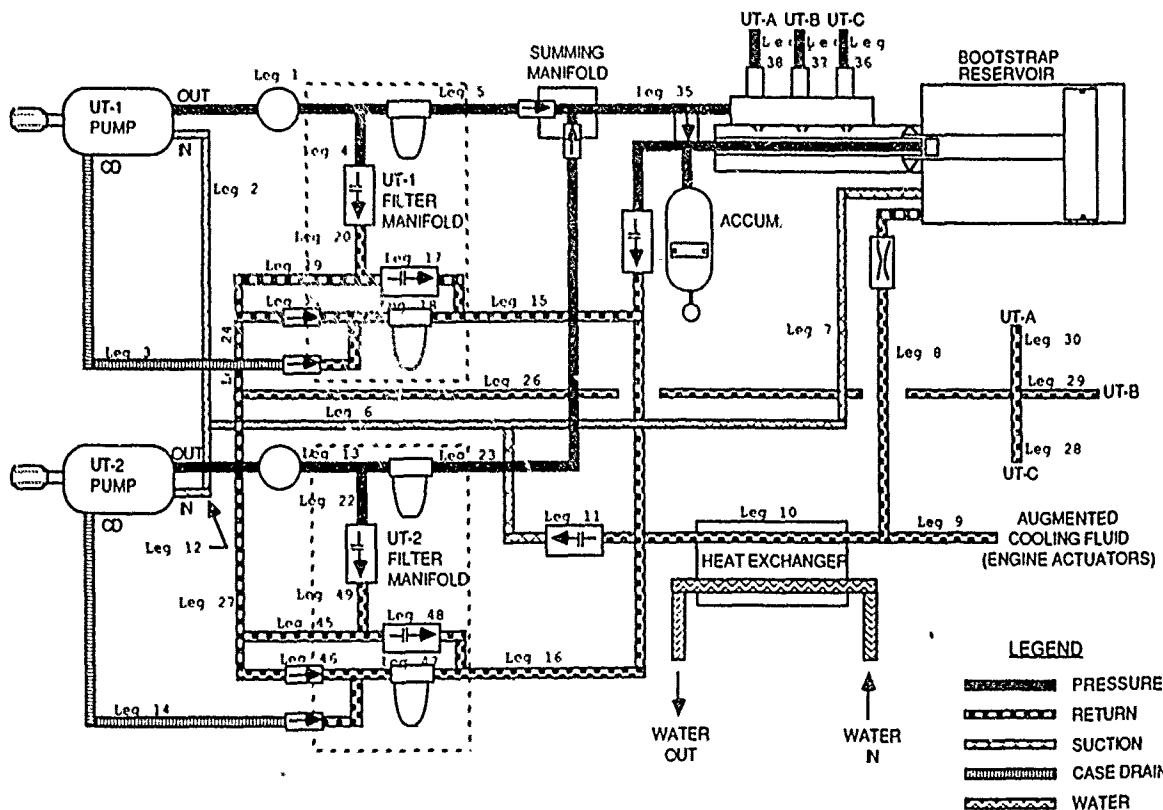 UT-A UT-B UT-C
Leg 38
Leg 37
Leg 36
SUMMING
MANIFOLD
BOOTSTRAP
RESERVOIR
Leg 1
OUT
UT-1
PUMP
IN
CD
Leg 5
Leg 35
Leg 4
Leg 2
UT-1
FILTER
MANIFOLD
ACCUM.
Leg 20
Leg 17
Leg 15
Leg 7
Leg 3
24
Leg 8
UT-A
Leg 30
Leg 26
Leg 29
UT-B
Leg 6
Leg 28
UT-C
OUT
UT-2
PUMP
IN
CD
Leg 13
Leg 23
Leg 22
UT-2
FILTER
MANIFOLD
Leg 12
Leg 11
Leg 10
HEAT EXCHANGER
Leg 9
AUGMENTED
COOLING FLUID
(ENGINE ACTUATORS)
Leg 27
Leg 49
Leg 45
Leg 48
Leg 46
Leg 16
Leg 14
WATER
OUT
WATER
IN
LEGEND
PRESSURE
RETURN
SUCTION
CASE DRAIN
WATER